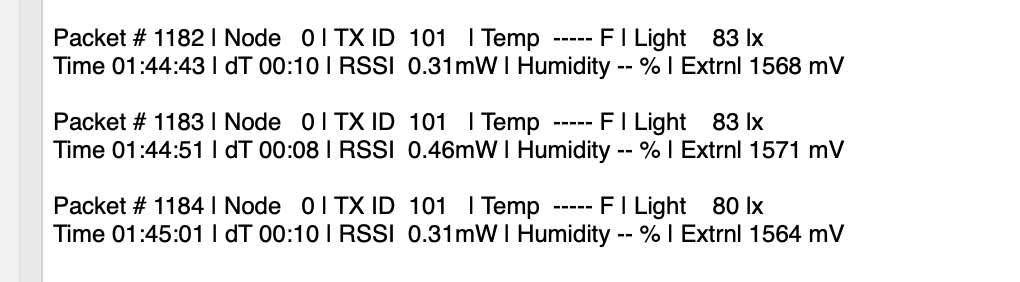 Packet # 1182 | Node 0 | TX ID 101 | Temp ----- F | Light 83 lx
Time 01:44:43 | dT 00:10 | RSSI 0.31mW | Humidity -- % | Extrnl 1568 mV
Packet # 1183 | Node 0 | TX ID 101 | Temp ----- F | Light 83 lx
Time 01:44:51 | dT 00:08 | RSSI 0.46mW | Humidity -- % | Extrnl 1571 mV
Packet # 1184 | Node 0 | TX ID 101 | Temp ----- F | Light 80 lx
Time 01:45:01 | dT 00:10 | RSSI 0.31mW | Humidity -- % | Extrnl 1564 mV